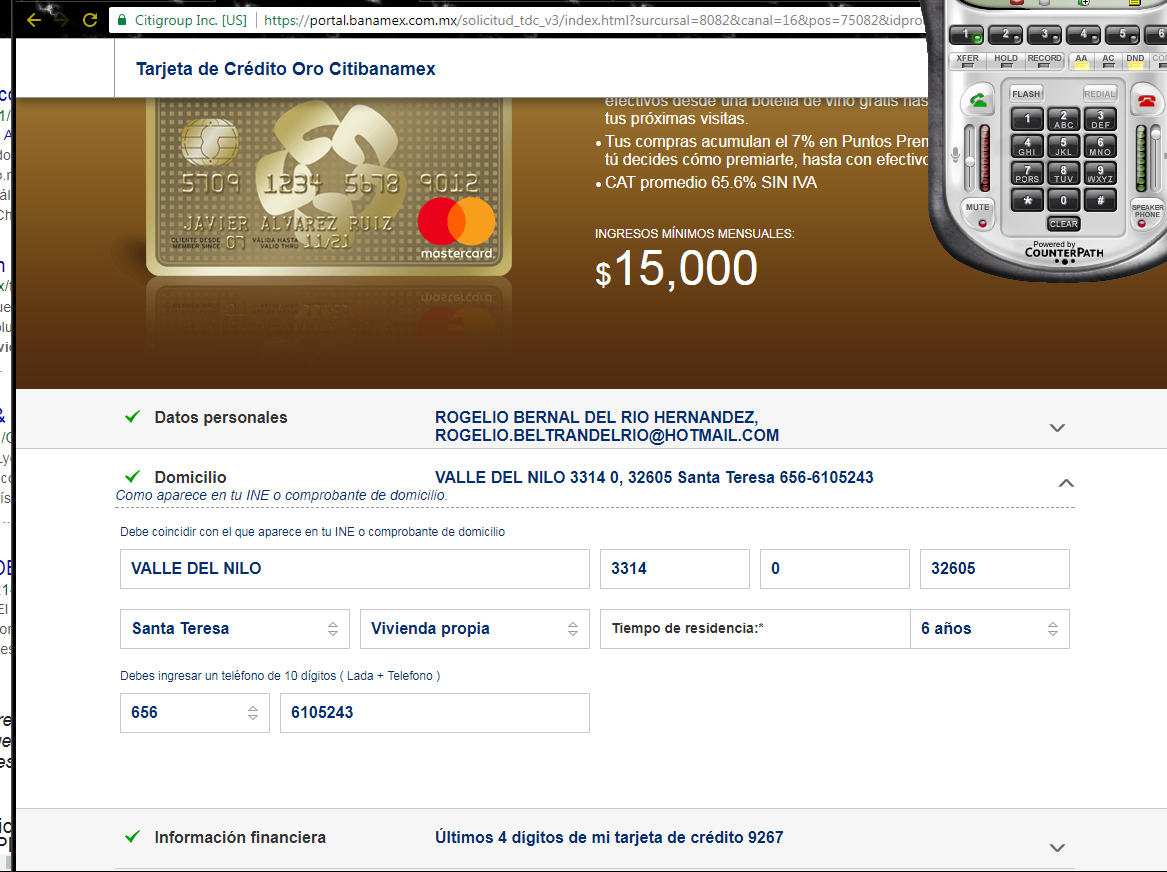 Citigroup Inc. [US]
https://portal.banamex.com.mx/solicitud_tdc_v3/index.html?surcursal=8082&canal=16&pos=75082&idpro
Tarjeta de Crédito Oro Citibanamex
efectivos desde una botella de vino gratis has
tus próximas visitas.
Tus compras acumulan el 7% en Puntos Prem
tú decides cómo premiarte, hasta con efectivo
CAT promedio 65.6% SIN IVA
INGRESOS MÍNIMOS MENSUALES:
$15,000
5709 1234 5678 9012
JAVIER ALVAREZ RUIZ
CLIENTE DESDE
MEMBER SINCE 07
VÁLIDA HASTA
VALID THRU 11/21
mastercard
1 2 3 4 5 6
XFER HOLD RECORD AA AC DND CON
FLASH REDIAL
1 2 ABC 3 DEF
4 GHI 5 JKL 6 MNO
7 PQRS 8 TUV 9 WXYZ
* 0 #
MUTE
CLEAR
SPEAKER
PHONE
Powered by
COUNTERPATH
Datos personales
ROGELIO BERNAL DEL RIO HERNANDEZ,
ROGELIO.BELTRANDELRIO@HOTMAIL.COM
Domicilio
VALLE DEL NILO 3314 0, 32605 Santa Teresa 656-6105243
Como aparece en tu INE o comprobante de domicilio.
Debe coincidir con el que aparece en tu INE o comprobante de domicilio
VALLE DEL NILO 3314 0 32605
Santa Teresa Vivienda propia Tiempo de residencia:* 6 años
Debes ingresar un teléfono de 10 dígitos ( Lada + Telefono )
656 6105243
Información financiera
Últimos 4 dígitos de mi tarjeta de crédito 9267